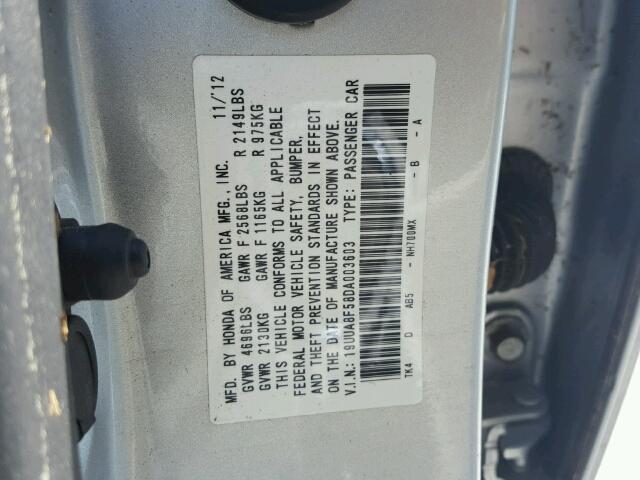 MFD. BY HONDA OF AMERICA MFG., INC. 11/'12
GVWR 4696LBS GAWR F 2568LBS R 2149LBS
GVWR 2130KG GAWR F 1165KG R 975KG
THIS VEHICLE CONFORMS TO ALL APPLICABLE
FEDERAL MOTOR VEHICLE SAFETY, BUMPER,
AND THEFT PREVENTION STANDARDS IN EFFECT
ON THE DATE OF MANUFACTURE SHOWN ABOVE.
V.I.N.: 19UUA8F58DA003603 TYPE: PASSENGER CAR
TK4 D AB5 - NH700MX - B - A